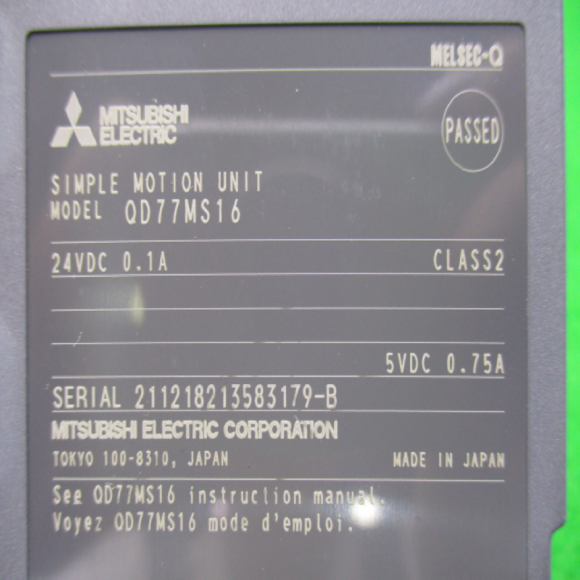 MELSEC-Q
MITSUBISHI
ELECTRIC
PASSED
SIMPLE MOTION UNIT
MODEL QD77MS16
24VDC 0.1A CLASS2
5VDC 0.75A
SERIAL 211218213583179-B
MITSUBISHI ELECTRIC CORPORATION
TOKYO 100-8310, JAPAN MADE IN JAPAN
See QD77MS16 instruction manual.
Voyez QD77MS16 mode d'emploi.